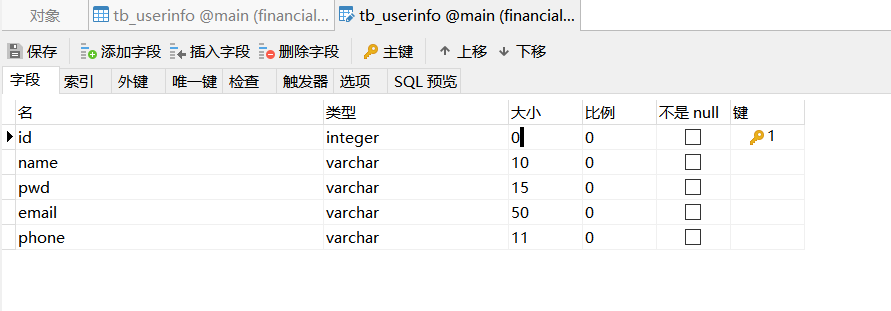 对象 tb_userinfo @main (financial... tb_userinfo @main (financial...
保存 添加字段 插入字段 删除字段 主键 上移 下移
字段 索引 外键 唯一键 检查 触发器 选项 SQL 预览
名 类型 大小 比例 不是 null 键
id integer 0 0 1
name varchar 10 0
pwd varchar 15 0
email varchar 50 0
phone varchar 11 0